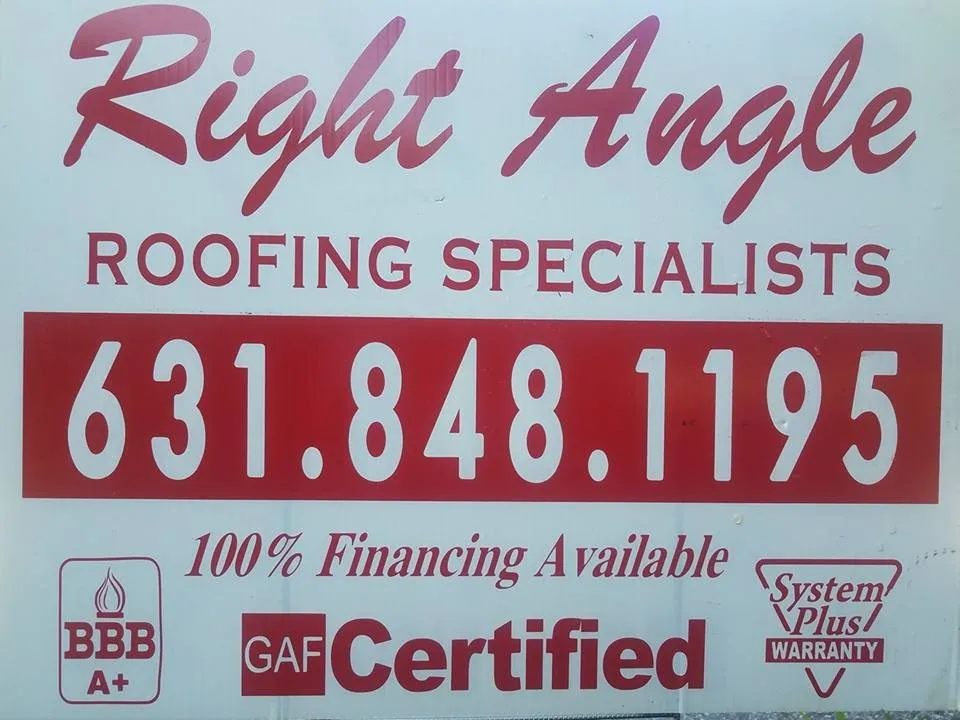 Right Angle
ROOFING SPECIALISTS
631.848.1195
100% Financing Available
BBB
A+
GAF Certified
System
Plus
WARRANTY